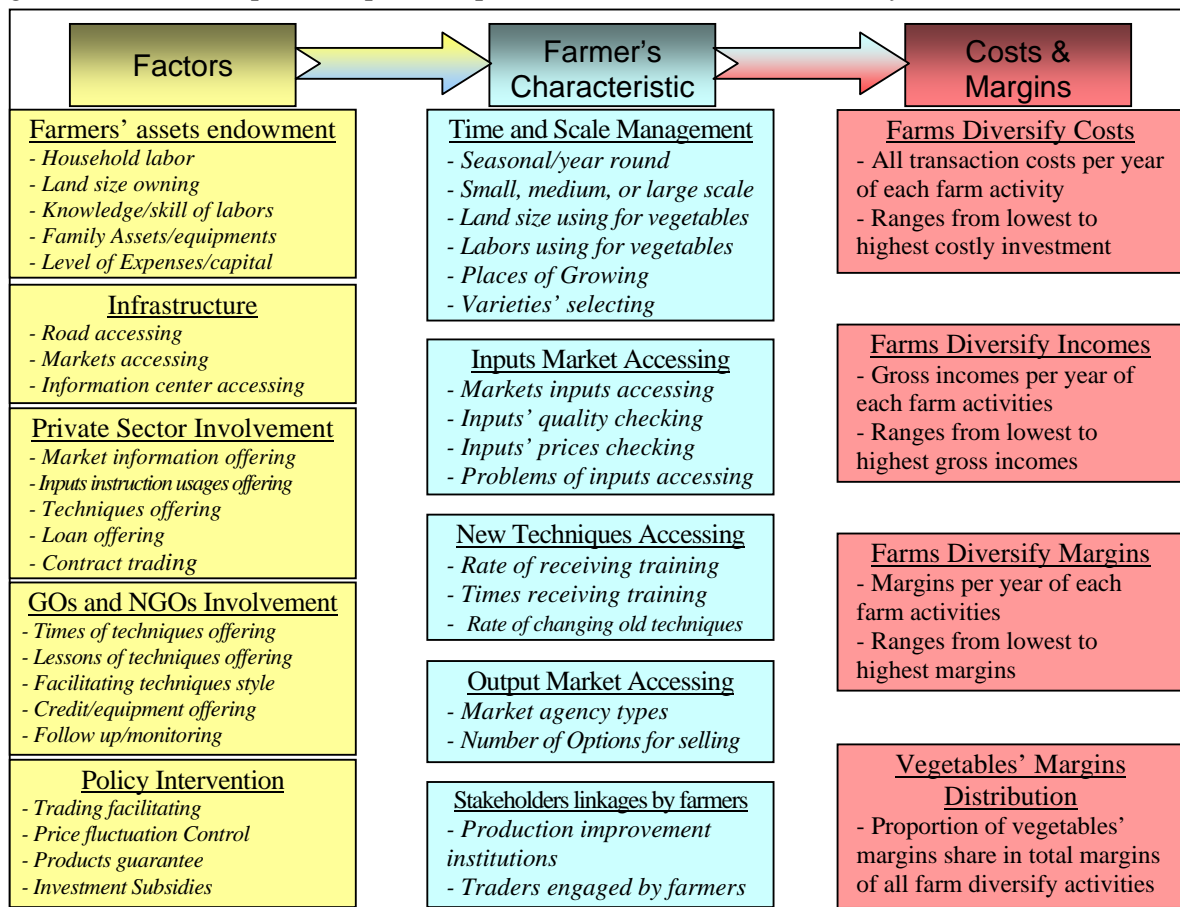 Factors
Farmer's
Characteristic
Costs &
Margins
Farmers' assets endowment
- Household labor
- Land size owning
- Knowledge/skill of labors
- Family Assets/equipments
- Level of Expenses/capital
Infrastructure
- Road accessing
- Markets accessing
- Information center accessing
Private Sector Involvement
- Market information offering
- Inputs instruction usages offering
- Techniques offering
- Loan offering
- Contract trading
GOs and NGOs Involvement
- Times of techniques offering
- Lessons of techniques offering
- Facilitating techniques style
- Credit/equipment offering
- Follow up/monitoring
Policy Intervention
- Trading facilitating
- Price fluctuation Control
- Products guarantee
- Investment Subsidies
Time and Scale Management
- Seasonal/year round
- Small, medium, or large scale
- Land size using for vegetables
- Labors using for vegetables
- Places of Growing
- Varieties' selecting
Inputs Market Accessing
- Markets inputs accessing
- Inputs' quality checking
- Inputs' prices checking
- Problems of inputs accessing
New Techniques Accessing
- Rate of receiving training
- Times receiving training
- Rate of changing old techniques
Output Market Accessing
- Market agency types
- Number of Options for selling
Stakeholders linkages by farmers
- Production improvement
institutions
- Traders engaged by farmers
Farms Diversify Costs
- All transaction costs per year
of each farm activity
- Ranges from lowest to
highest costly investment
Farms Diversify Incomes
- Gross incomes per year of
each farm activities
- Ranges from lowest to
highest gross incomes
Farms Diversify Margins
- Margins per year of each
farm activities
- Ranges from lowest to
highest margins
Vegetables' Margins
Distribution
- Proportion of vegetables'
margins share in total margins
of all farm diversify activities